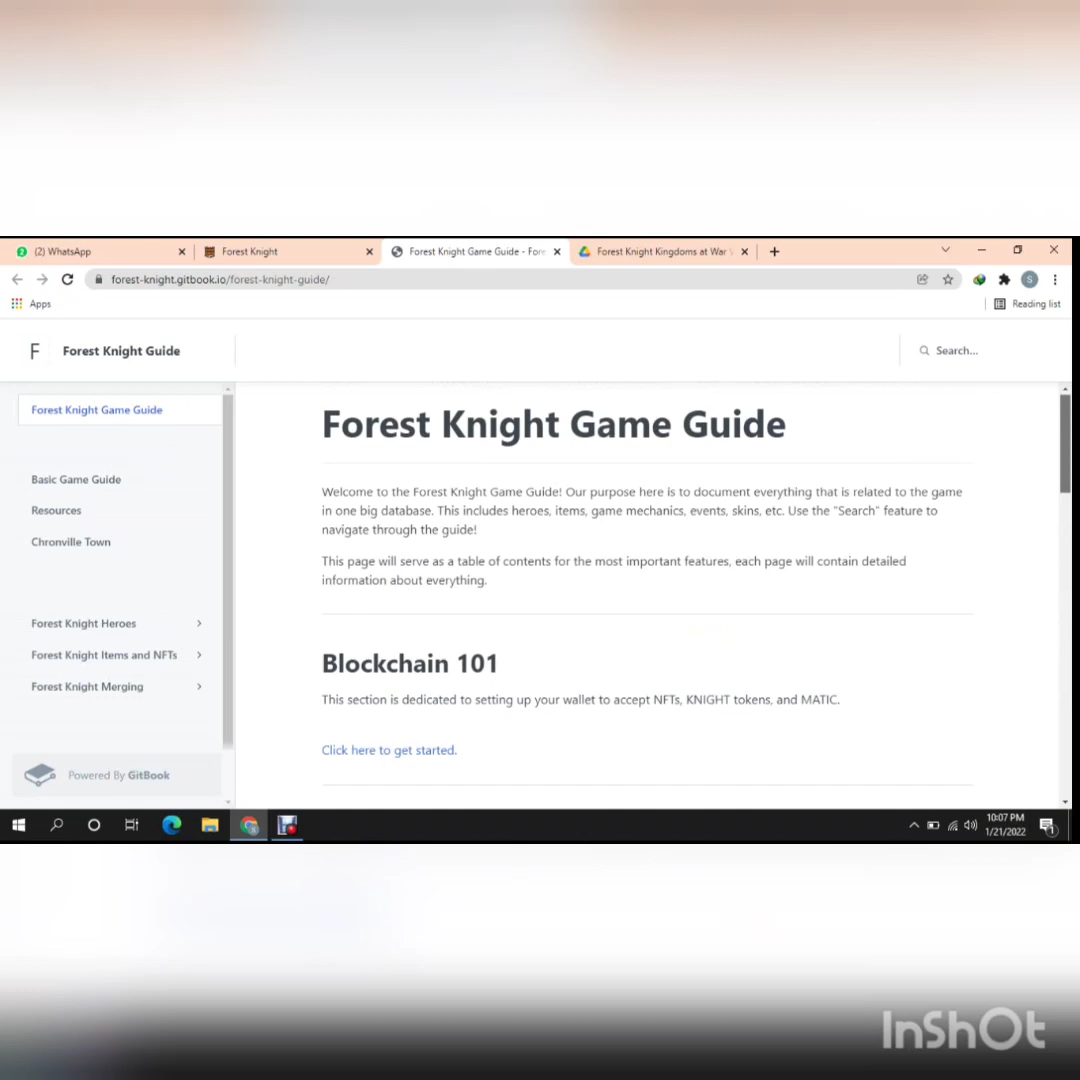 (2) WhatsApp
Forest Knight
Forest Knight Game Guide - Fore
Forest Knight Kingdoms at War
forest-knight.gitbook.io/forest-knight-guide/
S
Apps
Reading list
F
Forest Knight Guide
Search...
Forest Knight Game Guide
Basic Game Guide
Resources
Chronville Town
Forest Knight Heroes
Forest Knight Items and NFTs
Forest Knight Merging
Powered By GitBook
Forest Knight Game Guide
Welcome to the Forest Knight Game Guide! Our purpose here is to document everything that is related to the game
in one big database. This includes heroes, items, game mechanics, events, skins, etc. Use the "Search" feature to
navigate through the guide!
This page will serve as a table of contents for the most important features, each page will contain detailed
information about everything.
Blockchain 101
This section is dedicated to setting up your wallet to accept NFTs, KNIGHT tokens, and MATIC.
Click here to get started.
10:07 PM
1/21/2022
1
InShOt